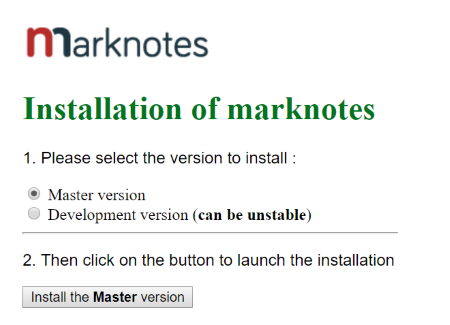 marknotes
Installation of marknotes
1. Please select the version to install :
Master version
Development version (can be unstable)
2. Then click on the button to launch the installation
Install the Master version